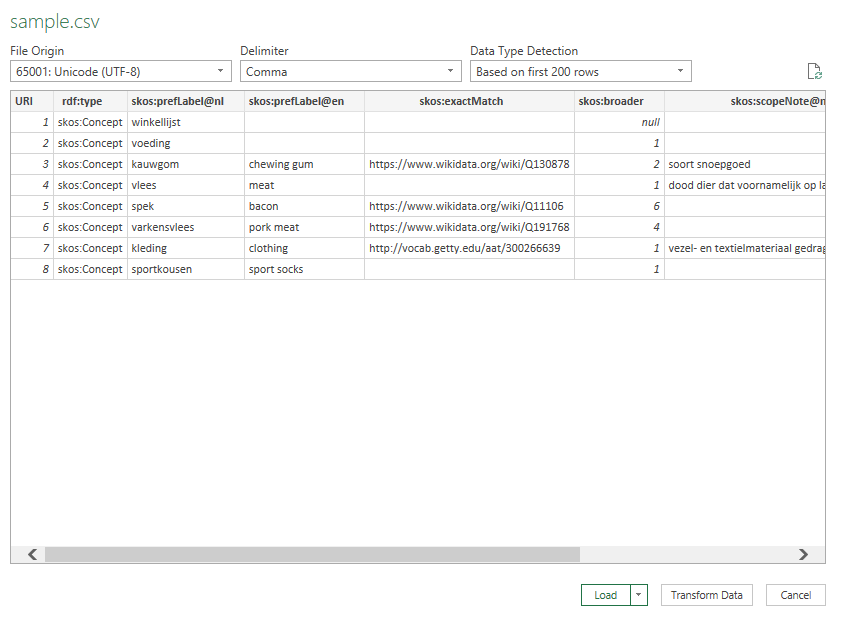 sample.csv
File Origin Delimiter Data Type Detection
65001: Unicode (UTF-8) Comma Based on first 200 rows
URI rdf:type skos:prefLabel@nl skos:prefLabel@en skos:exactMatch skos:broader skos:scopeNote@n
1 skos:Concept winkellijst null
2 skos:Concept voeding 1
3 skos:Concept kauwgom chewing gum https://www.wikidata.org/wiki/Q130878 2 soort snoepgoed
4 skos:Concept vlees meat 1 dood dier dat voornamelijk op la
5 skos:Concept spek bacon https://www.wikidata.org/wiki/Q11106 6
6 skos:Concept varkensvlees pork meat https://www.wikidata.org/wiki/Q191768 4
7 skos:Concept kleding clothing http://vocab.getty.edu/aat/300266639 1 vezel- en textielmateriaal gedrag
8 skos:Concept sportkousen sport socks 1
Load Transform Data Cancel